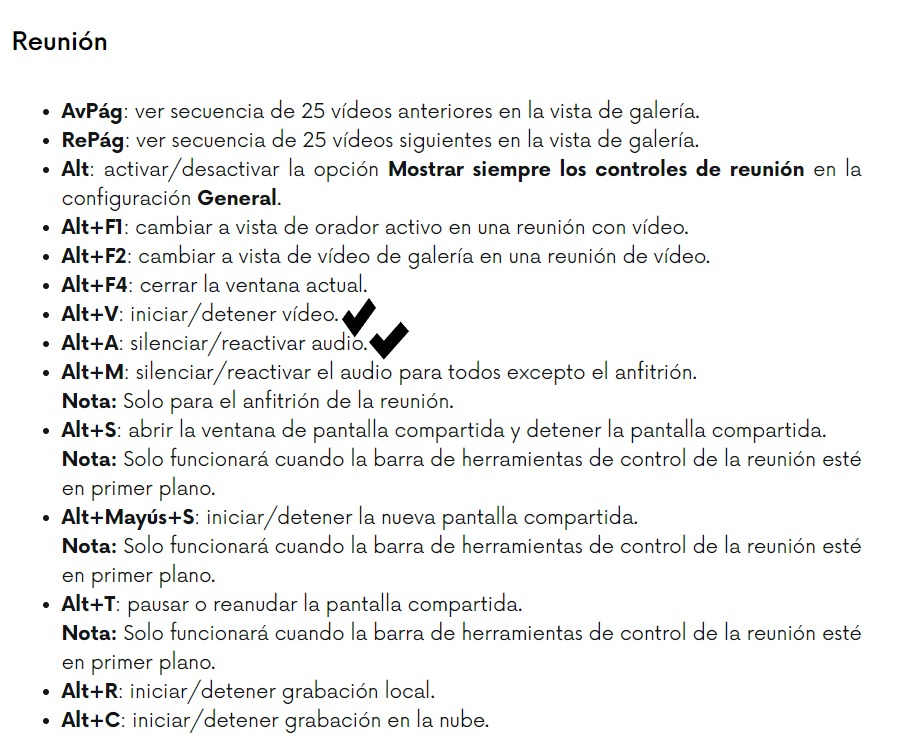 Reunión
• AvPág: ver secuencia de 25 vídeos anteriores en la vista de galería.
• RePág: ver secuencia de 25 vídeos siguientes en la vista de galería.
• Alt: activar/desactivar la opción Mostrar siempre los controles de reunión en la
configuración General.
• Alt+F1: cambiar a vista de orador activo en una reunión con vídeo.
• Alt+F2: cambiar a vista de vídeo de galería en una reunión de vídeo.
• Alt+F4: cerrar la ventana actual.
• Alt+V: iniciar/detener vídeo.
• Alt+A: silenciar/reactivar audio.
• Alt+M: silenciar/reactivar el audio para todos excepto el anfitrión.
Nota: Solo para el anfitrión de la reunión.
• Alt+S: abrir la ventana de pantalla compartida y detener la pantalla compartida.
Nota: Solo funcionará cuando la barra de herramientas de control de la reunión esté
en primer plano.
• Alt+Mayús+S: iniciar/detener la nueva pantalla compartida.
Nota: Solo funcionará cuando la barra de herramientas de control de la reunión esté
en primer plano.
• Alt+T: pausar o reanudar la pantalla compartida.
Nota: Solo funcionará cuando la barra de herramientas de control de la reunión esté
en primer plano.
• Alt+R: iniciar/detener grabación local.
• Alt+C: iniciar/detener grabación en la nube.